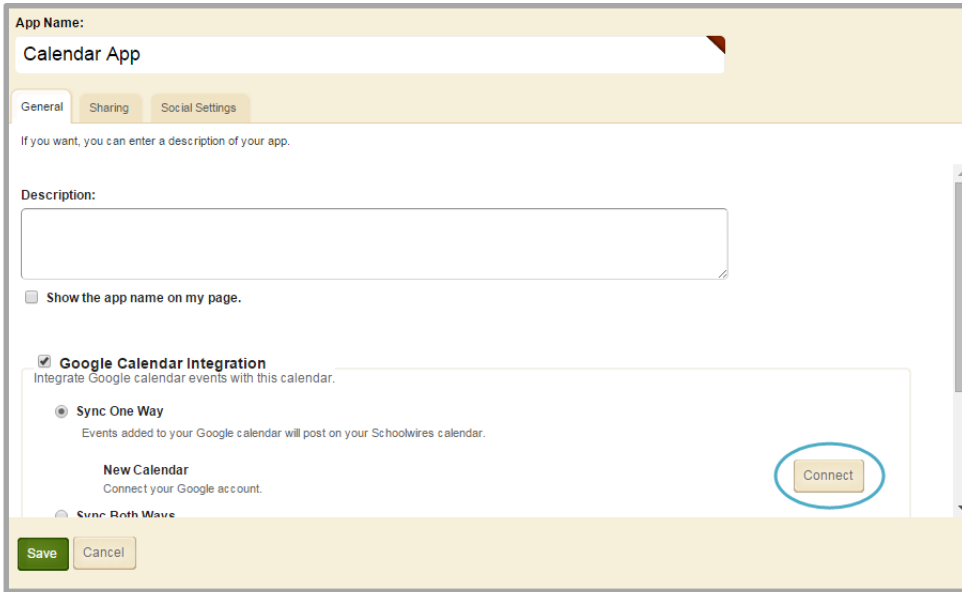 App Name:
Calendar App
General Sharing Social Settings
If you want, you can enter a description of your app.
Description:
Show the app name on my page.
Google Calendar Integration
Integrate Google calendar events with this calendar.
Sync One Way
Events added to your Google calendar will post on your Schoolwires calendar.
New Calendar
Connect your Google account.
Connect
Sync Both Ways
Save Cancel